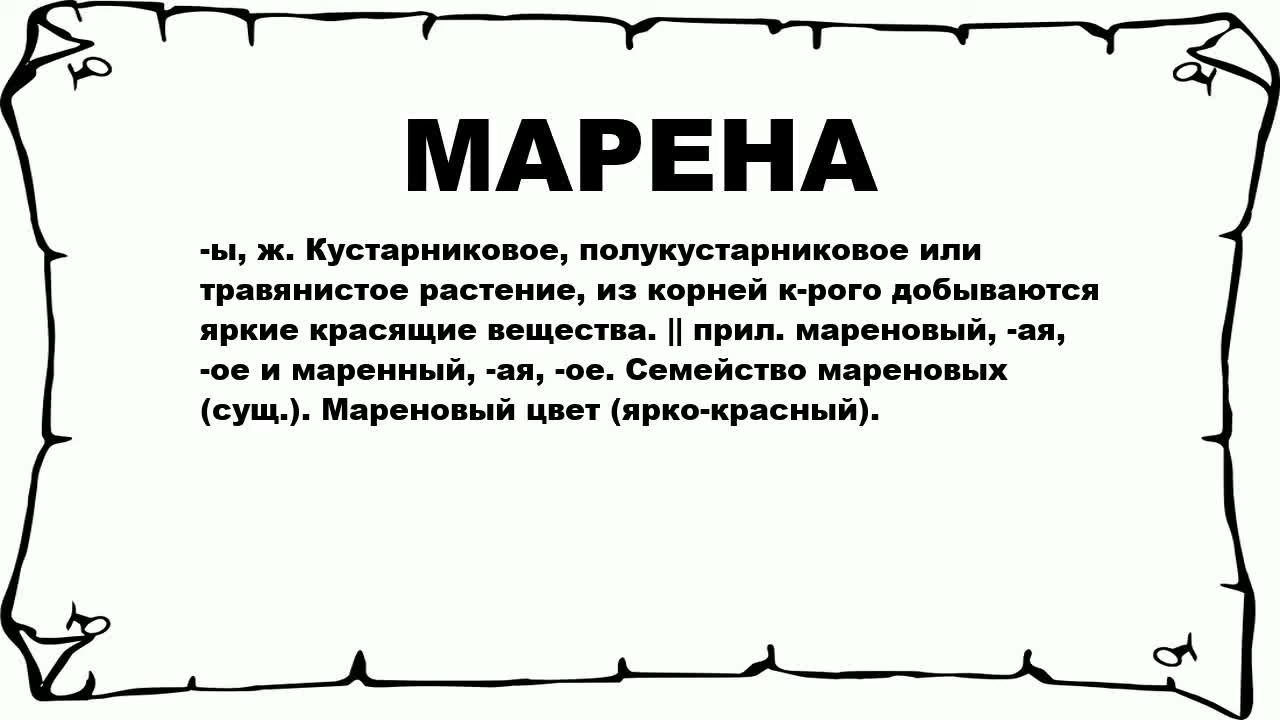 МАРЕНА
-ы, ж. Кустарниковое, полукустарниковое или
травянистое растение, из корней к-рого добываются
яркие красящие вещества. || прил. мареновый, -ая,
-ое и маренный, -ая, -ое. Семейство мареновых
(сущ.). Мареновый цвет (ярко-красный).